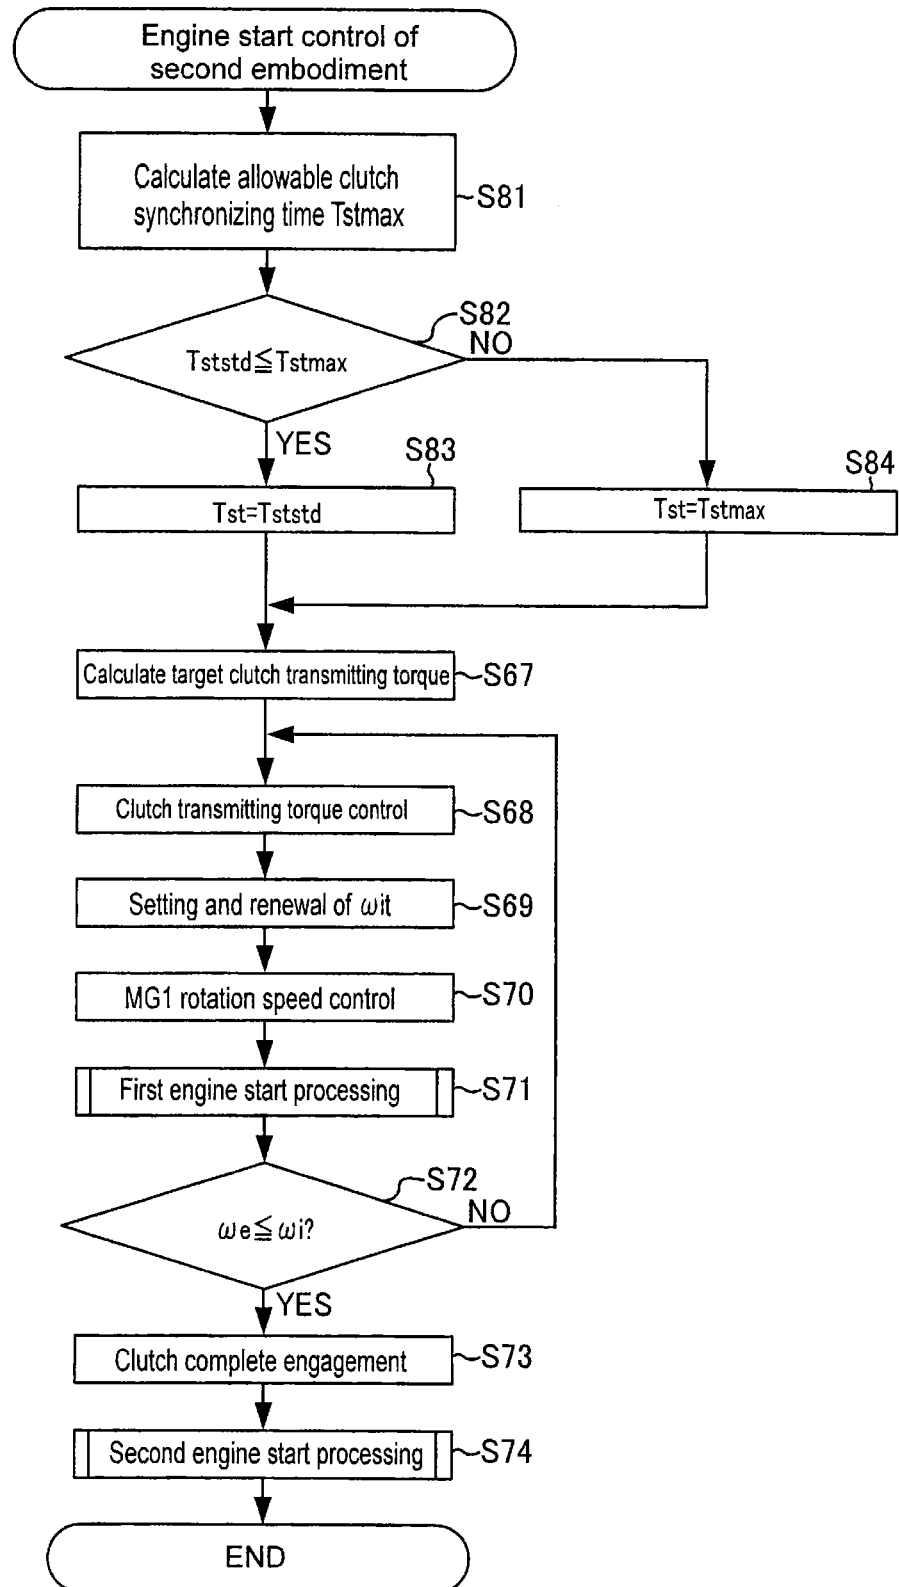 Engine start control of
second embodiment
Calculate allowable clutch
synchronizing time Tstmax
S81
S82
Tststd≦Tstmax
NO
YES
S83
Tst=Tststd
S84
Tst=Tstmax
Calculate target clutch transmitting torque
S67
Clutch transmitting torque control
S68
Setting and renewal of ωit
S69
MG1 rotation speed control
S70
First engine start processing
S71
S72
ωe≦ωi?
NO
YES
Clutch complete engagement
S73
Second engine start processing
S74
END